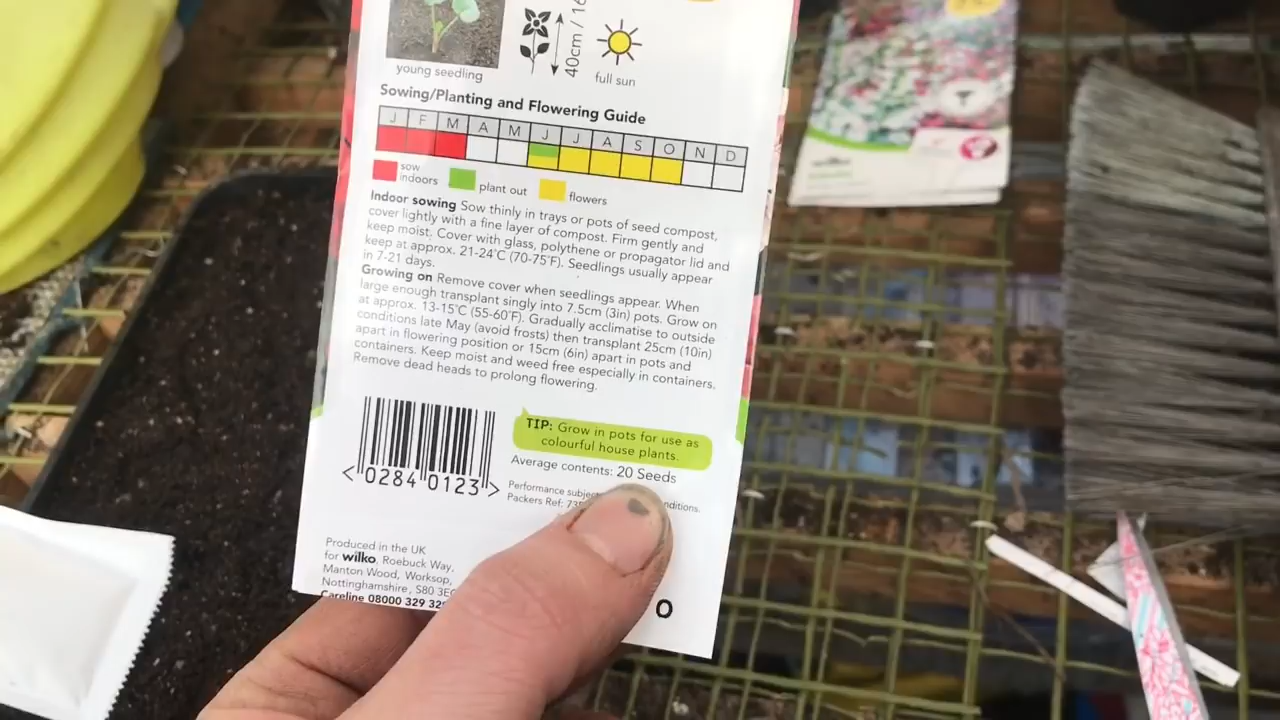 young seedling
40cm / 16
full sun
Sowing/Planting and Flowering Guide
J F M A M J J A S O N D
sow indoors
plant out
flowers
Indoor sowing Sow thinly in trays or pots of seed compost,
cover lightly with a fine layer of compost. Firm gently and
keep moist. Cover with glass, polythene or propagator lid and
keep at approx. 21-24°C (70-75°F). Seedlings usually appear
in 7-21 days.
Growing on Remove cover when seedlings appear. When
large enough transplant singly into 7.5cm (3in) pots. Grow on
at approx. 13-15°C (55-60°F). Gradually acclimatise to outside
conditions late May (avoid frosts) then transplant 25cm (10in)
apart in flowering position or 15cm (6in) apart in pots and
containers. Keep moist and weed free especially in containers.
Remove dead heads to prolong flowering.
TIP: Grow in pots for use as
colourful house plants.
Average contents: 20 Seeds
<0284 0123>
Performance
Packers Ref:
Produced in the UK
for wilko, Roebuck Way,
Manton Wood, Worksop,
Nottinghamshire, S80
Careline 08000 329
O